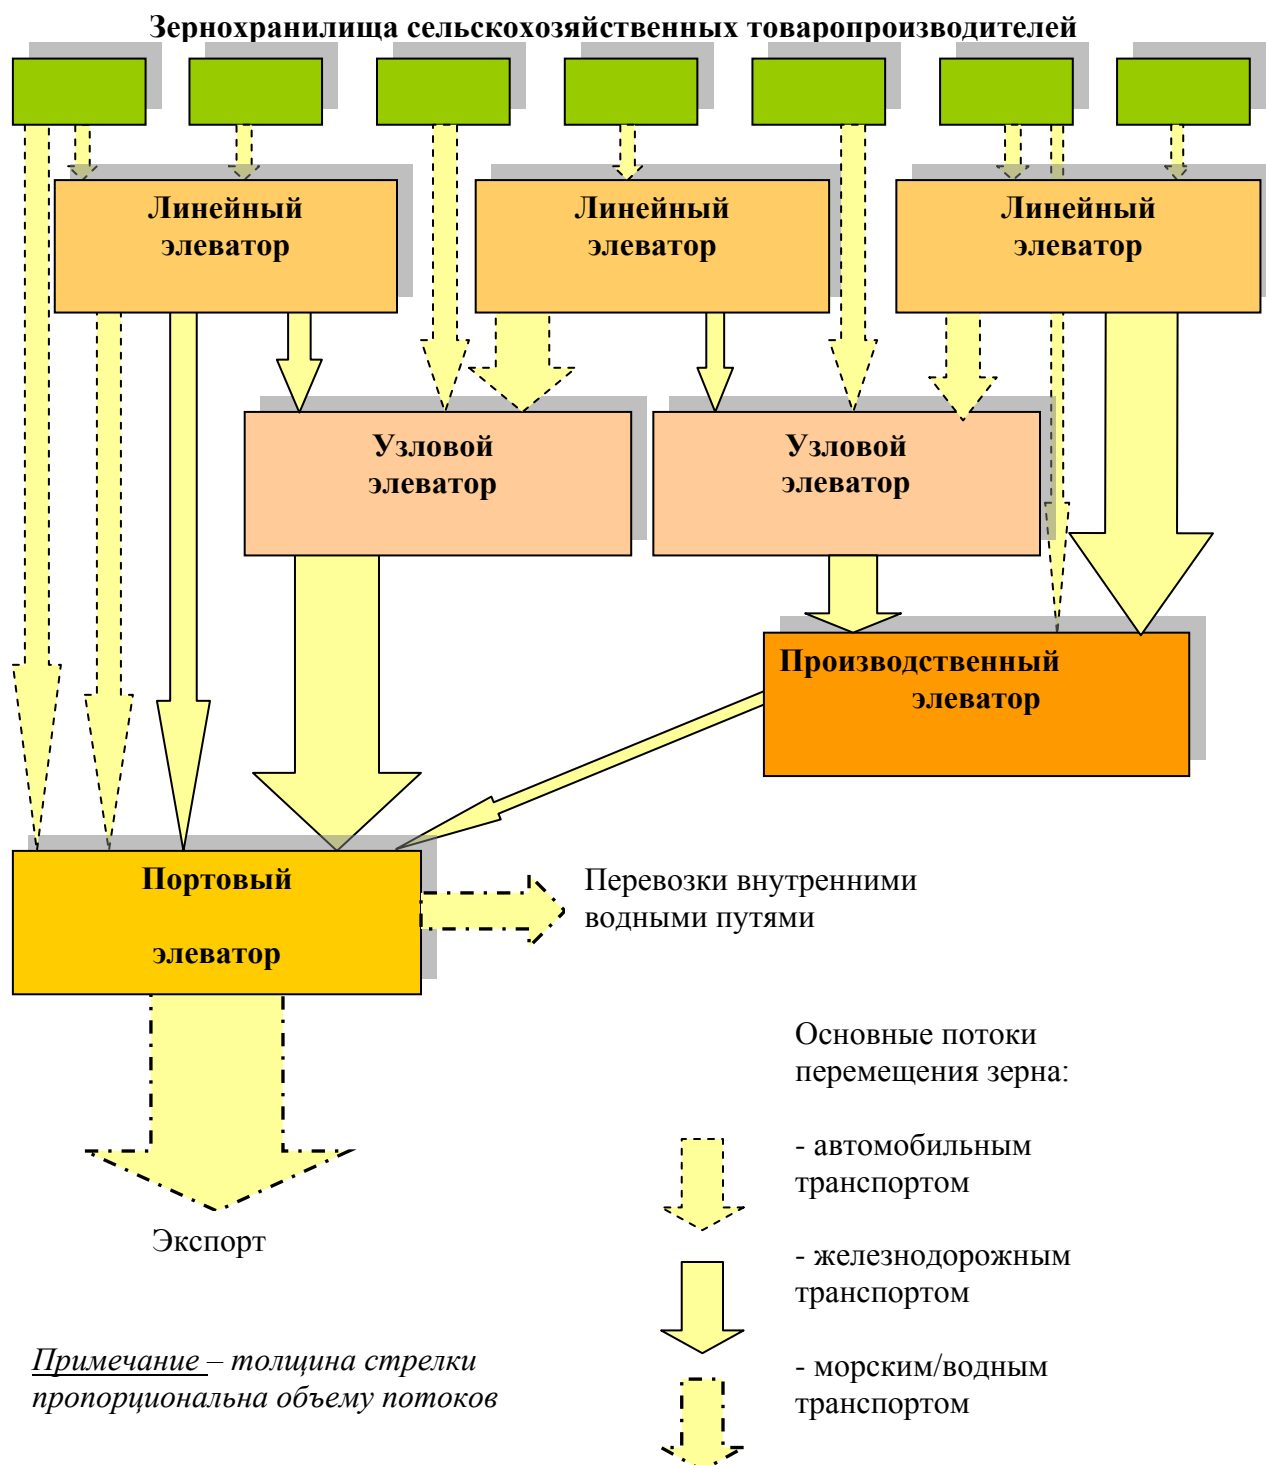 Зернохранилища сельскохозяйственных товаропроизводителей
Линейный
элеватор
Линейный
элеватор
Линейный
элеватор
Узловой
элеватор
Узловой
элеватор
Производственный
элеватор
Портовый
элеватор
Перевозки внутренними
водными путями
Экспорт
Основные потоки
перемещения зерна:
- автомобильным
транспортом
- железнодорожным
транспортом
- морским/водным
транспортом
Примечание – толщина стрелки
пропорциональна объему потоков